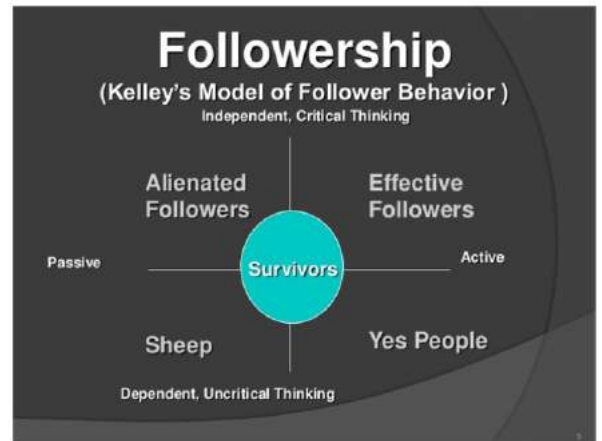 Followership
(Kelley's Model of Follower Behavior )
Independent, Critical Thinking
Alienated
Followers
Effective
Followers
Passive
Survivors
Active
Sheep
Yes People
Dependent, Uncritical Thinking